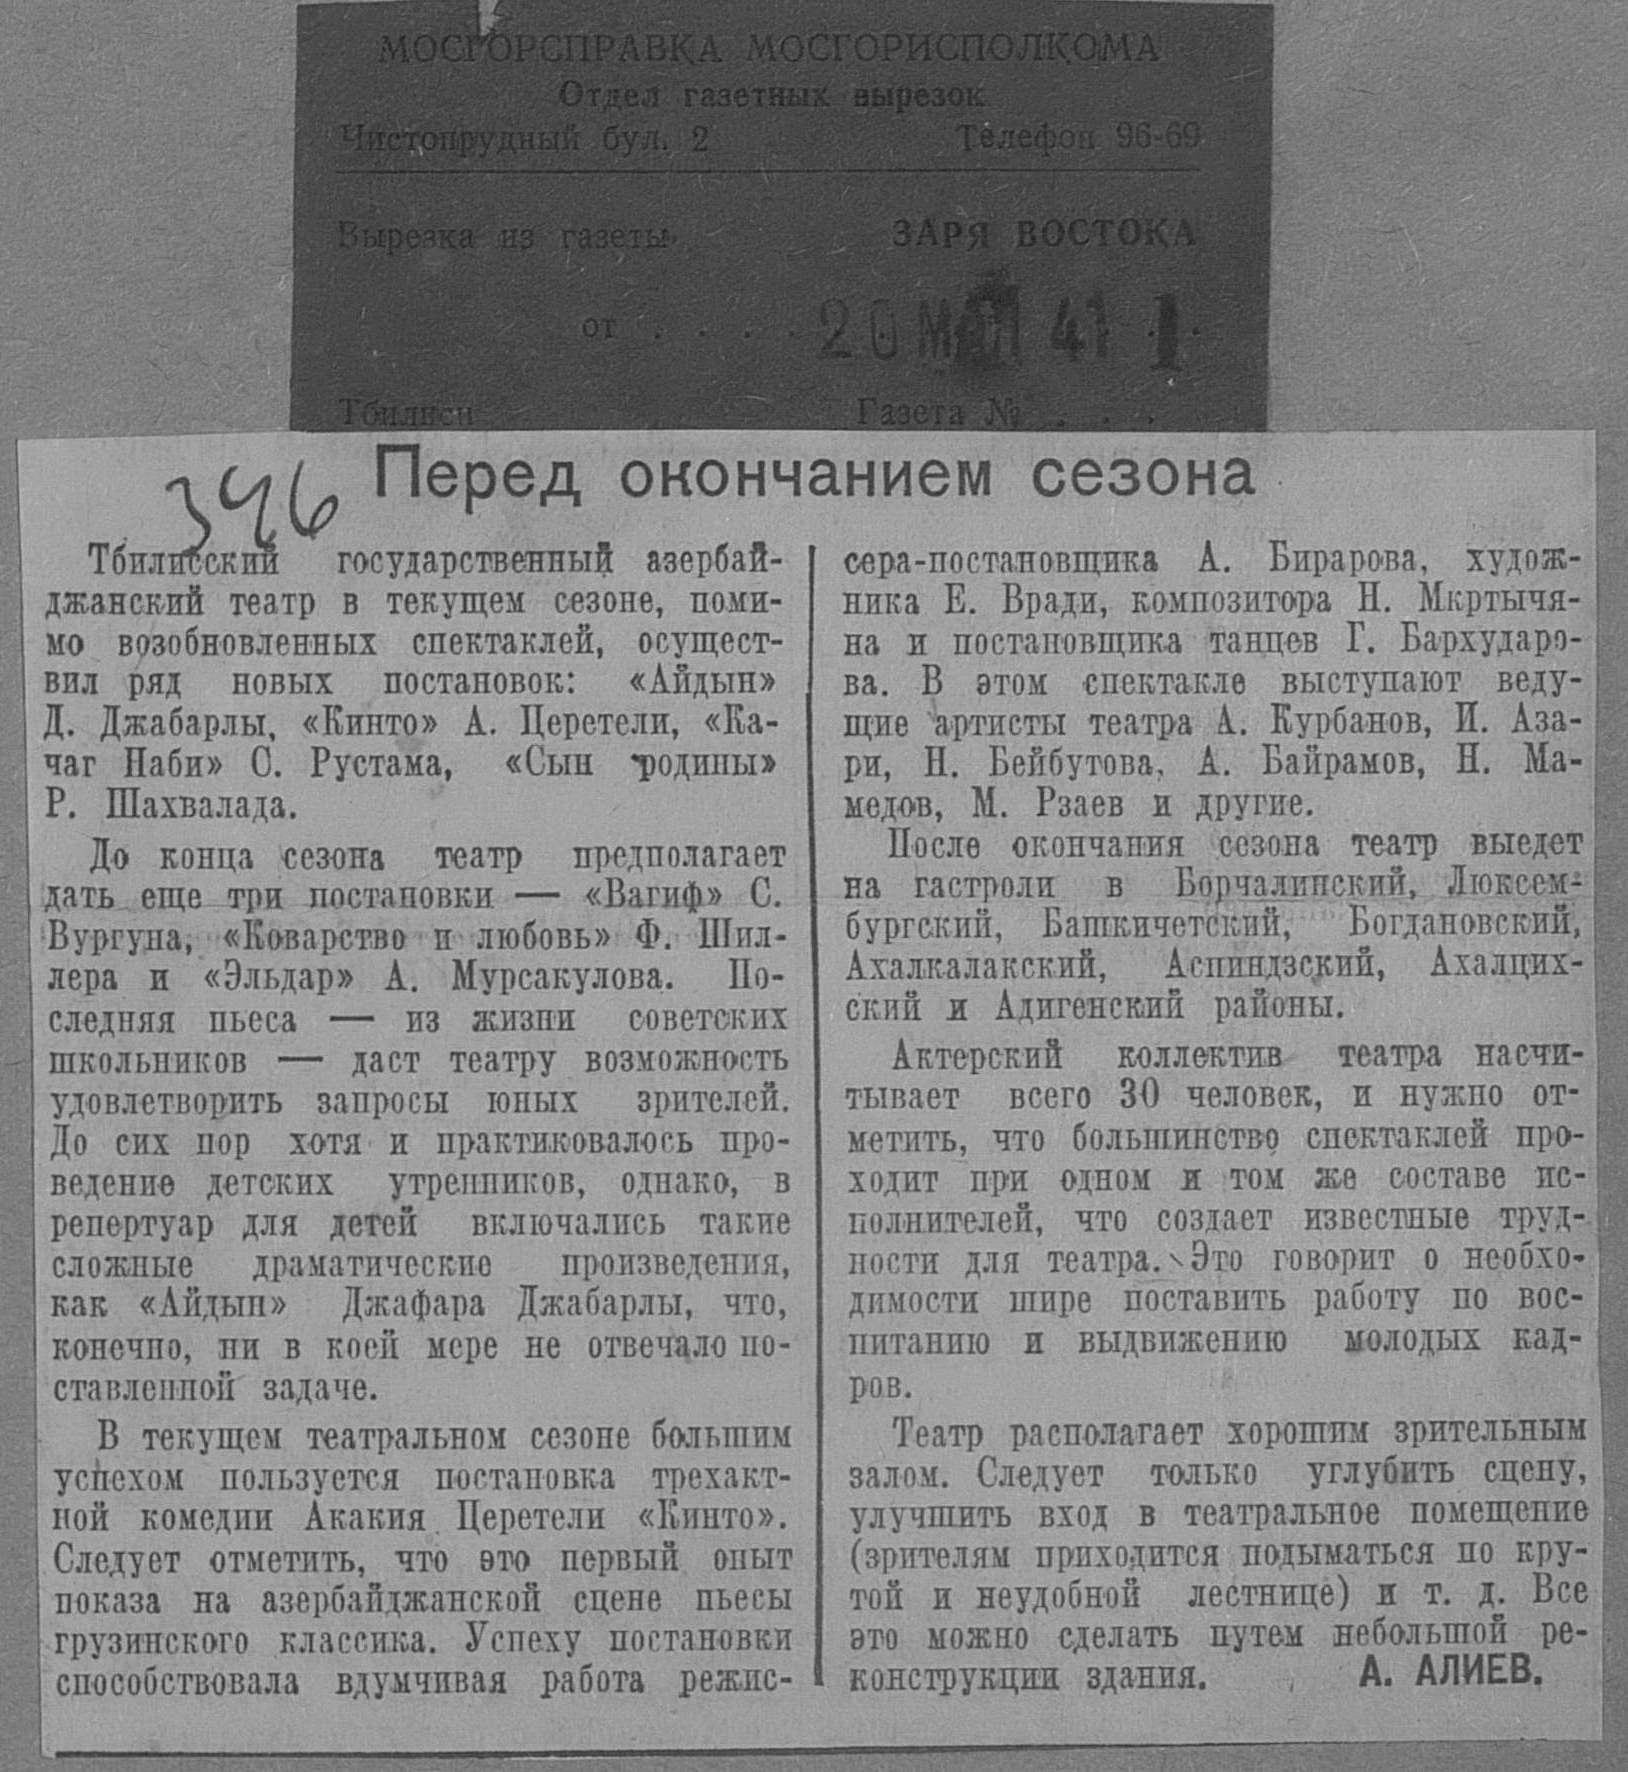 МОСГОРСПРАВКА МОСГОРИСПОЛКОМА
Отдел газетных вырезок
Чистопрудный бул. 2 Телефон 96-69
Вырезка из газеты
ЗАРЯ ВОСТОКА
от . . . . 20 МАЙ 41
Тбилиси Газета № . . .
346
Перед окончанием сезона
Тбилисский государственный азербай-
джанский театр в текущем сезоне, поми-
мо возобновленных спектаклей, осущест-
вил ряд новых постановок: «Айдын»
Д. Джабарлы, «Кинто» А. Церетели, «Ка-
чаг Наби» С. Рустама, «Сын родины»
Р. Шахвалада.
До конца сезона театр предполагает
дать еще три постановки — «Вагиф» С.
Вургуна, «Коварство и любовь» Ф. Шил-
лера и «Эльдар» А. Мурсакулова. По-
следняя пьеса — из жизни советских
школьников — даст театру возможность
удовлетворить запросы юных зрителей.
До сих пор хотя и практиковалось про-
ведение детских утренников, однако, в
репертуар для детей включались такие
сложные драматические произведения,
как «Айдын» Джафара Джабарлы, что,
конечно, ни в коей мере не отвечало по-
ставленной задаче.
В текущем театральном сезоне большим
успехом пользуется постановка трехакт-
ной комедии Акакия Церетели «Кинто».
Следует отметить, что это первый опыт
показа на азербайджанской сцене пьесы
грузинского классика. Успеху постановки
способствовала вдумчивая работа режис-
сера-постановщика А. Бирарова, худож-
ника Е. Вради, композитора Н. Мкртычя-
на и постановщика танцев Г. Бархударо-
ва. В этом спектакле выступают веду-
щие артисты театра А. Курбанов, И. Аза-
ри, Н. Бейбутова, А. Байрамов, Н. Ма-
медов, М. Рзаев и другие.
После окончания сезона театр выедет
на гастроли в Борчалинский, Люксем-
бургский, Башкичетский, Богдановский,
Ахалкалакский, Аспиндзский, Ахалцих-
ский и Адигенский районы.
Актерский коллектив театра насчи-
тывает всего 30 человек, и нужно от-
метить, что большинство спектаклей про-
ходит при одном и том же составе ис-
полнителей, что создает известные труд-
ности для театра. Это говорит о необхо-
димости шире поставить работу по вос-
питанию и выдвижению молодых кад-
ров.
Театр располагает хорошим зрительным
залом. Следует только углубить сцену,
улучшить вход в театральное помещение
(зрителям приходится подыматься по кру-
той и неудобной лестнице) и т. д. Все
это можно сделать путем небольшой ре-
конструкции здания.
А. АЛИЕВ.